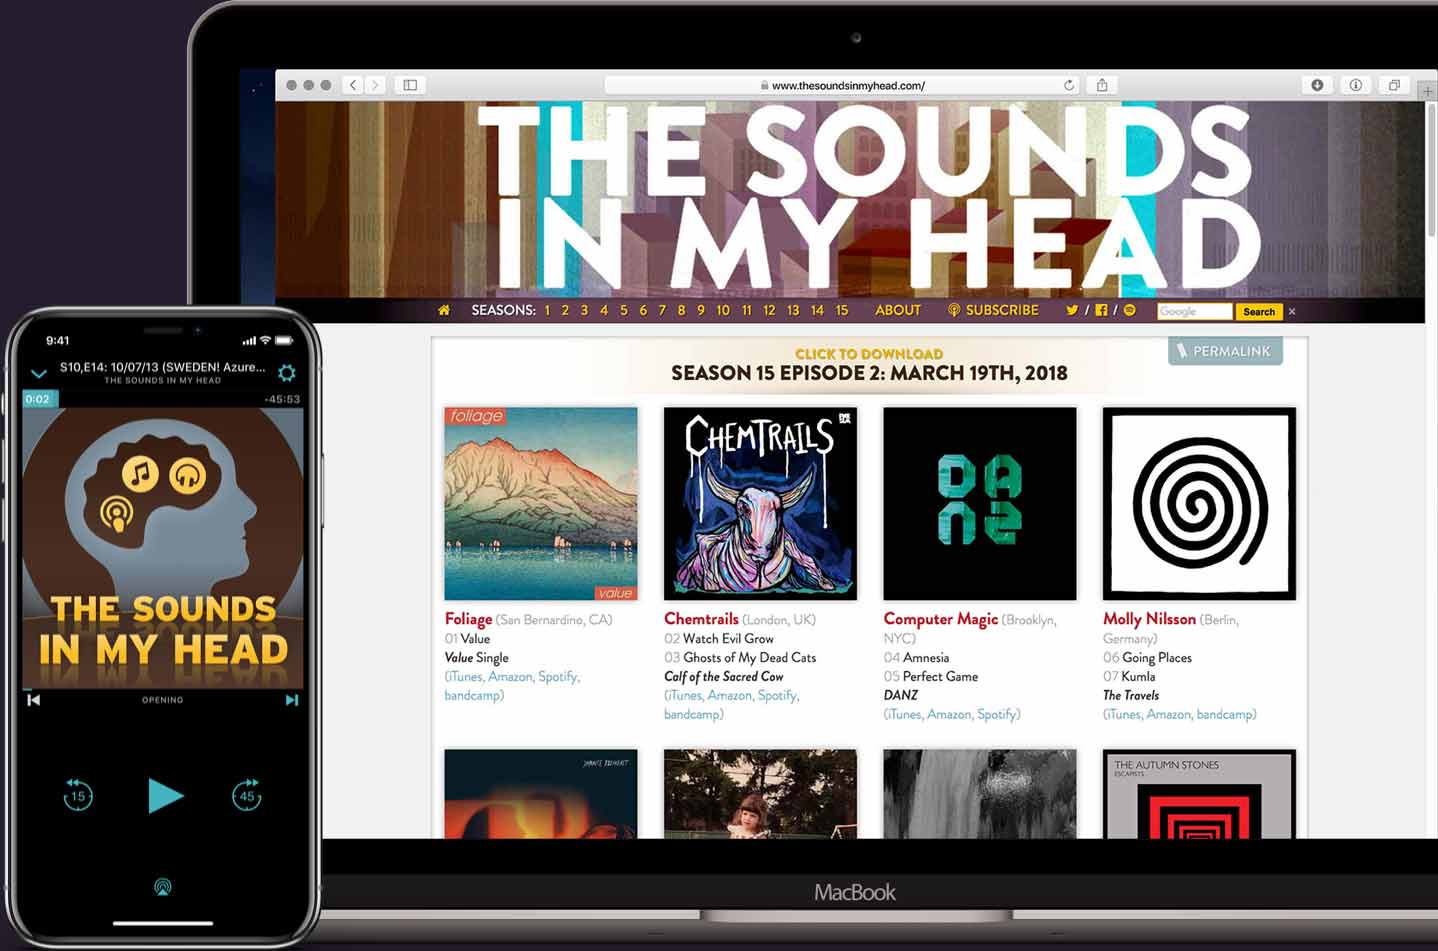 www.thesoundsinmyhead.com/
THE SOUNDS
IN MY HEAD
SEASONS: 1 2 3 4 5 6 7 8 9 10 11 12 13 14 15 ABOUT SUBSCRIBE / / Google Search ×
PERMALINK
CLICK TO DOWNLOAD
SEASON 15 EPISODE 2: MARCH 19TH, 2018
foliage
value
CHEMTRAILS
DA
NZ
Foliage (San Bernardino, CA)
01 Value
Value Single
(iTunes, Amazon, Spotify,
bandcamp)
Chemtrails (London, UK)
02 Watch Evil Grow
03 Ghosts of My Dead Cats
Calf of the Sacred Cow
(iTunes, Amazon, Spotify,
bandcamp)
Computer Magic (Brooklyn,
NYC)
04 Amnesia
05 Perfect Game
DANZ
(iTunes, Amazon, Spotify)
Molly Nilsson (Berlin,
Germany)
06 Going Places
07 Kumla
The Travels
(iTunes, Amazon, bandcamp)
THE AUTUMN STONES
ESCAPISTS
MacBook
9:41
S10,E14: 10/07/13 (SWEDEN! Azure...
THE SOUNDS IN MY HEAD
0:02
-45:53
THE SOUNDS
IN MY HEAD
OPENING
15
45